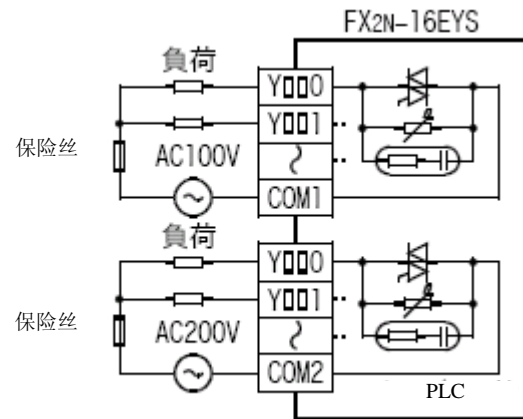 FX2N-16EYS
負荷
Y□□0
Y□□1
保险丝
AC100V
COM1
負荷
Y□□0
Y□□1
保险丝
AC200V
COM2
PLC